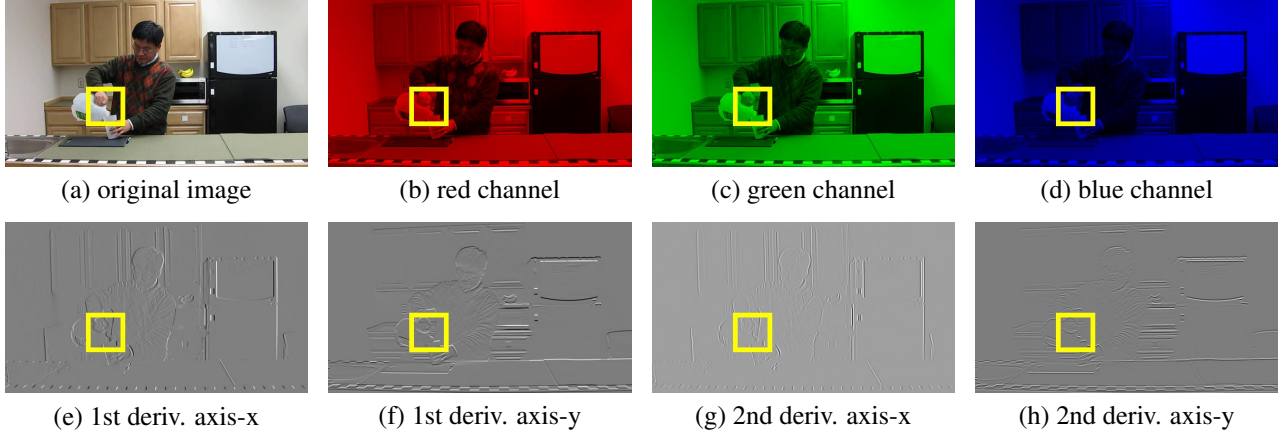 (a) original image
(b) red channel
(c) green channel
(d) blue channel
(e) 1st deriv. axis-x
(f) 1st deriv. axis-y
(g) 2nd deriv. axis-x
(h) 2nd deriv. axis-y